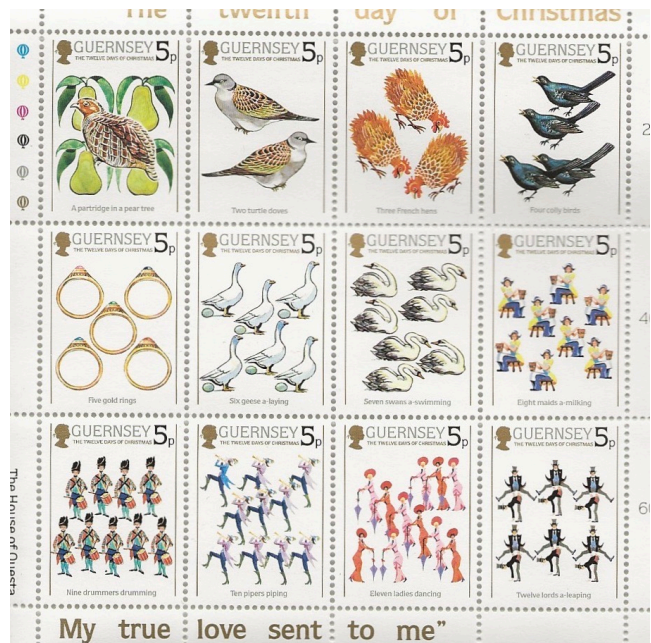 The twelfth day of Christmas
GUERNSEY 5p
THE TWELVE DAYS OF CHRISTMAS
A partridge in a pear tree
GUERNSEY 5p
THE TWELVE DAYS OF CHRISTMAS
Two turtle doves
GUERNSEY 5p
THE TWELVE DAYS OF CHRISTMAS
Three French hens
GUERNSEY 5p
THE TWELVE DAYS OF CHRISTMAS
Four colly birds
GUERNSEY 5p
THE TWELVE DAYS OF CHRISTMAS
Five gold rings
GUERNSEY 5p
THE TWELVE DAYS OF CHRISTMAS
Six geese a-laying
GUERNSEY 5p
THE TWELVE DAYS OF CHRISTMAS
Seven swans a-swimming
GUERNSEY 5p
THE TWELVE DAYS OF CHRISTMAS
Eight maids a-milking
The House of Questa
GUERNSEY 5p
THE TWELVE DAYS OF CHRISTMAS
Nine drummers drumming
GUERNSEY 5p
THE TWELVE DAYS OF CHRISTMAS
Ten pipers piping
GUERNSEY 5p
THE TWELVE DAYS OF CHRISTMAS
Eleven ladies dancing
GUERNSEY 5p
THE TWELVE DAYS OF CHRISTMAS
Twelve lords a-leaping
My true love sent to me”